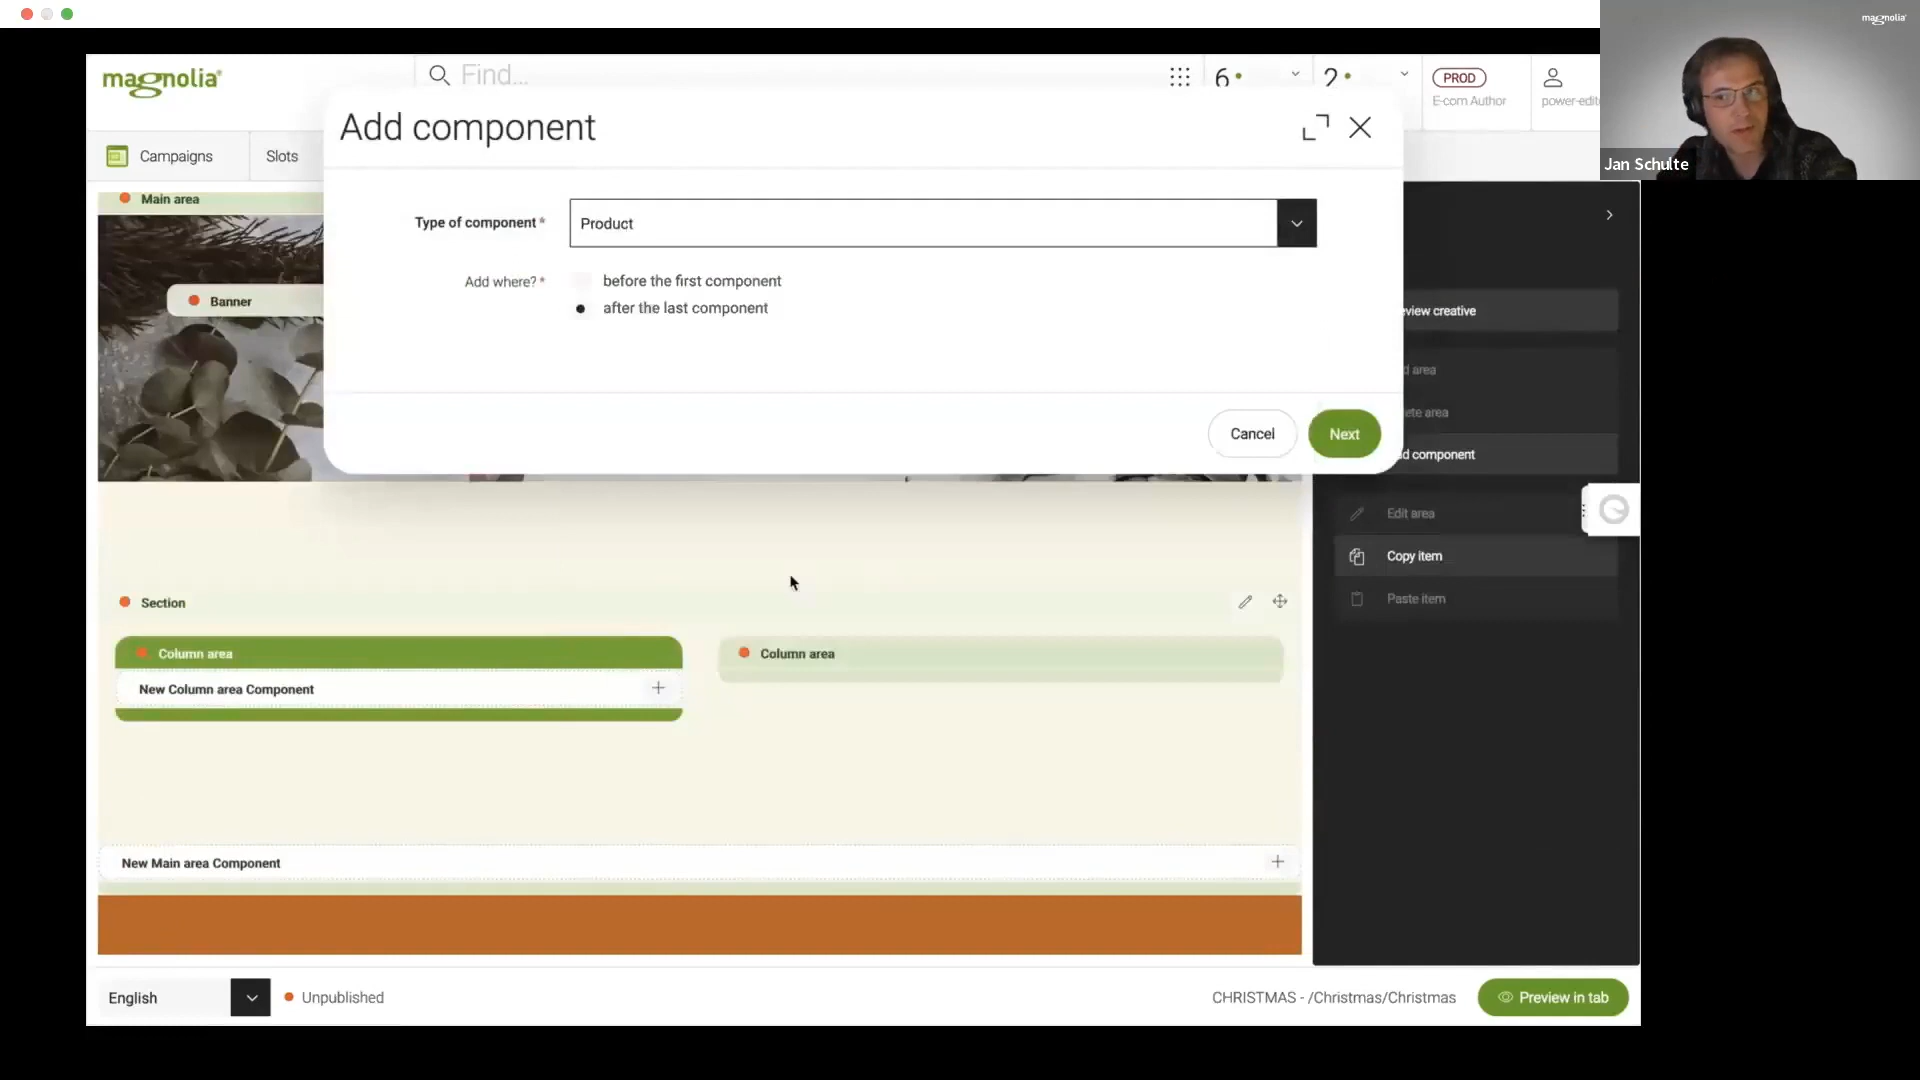 magnolia
magnolia
Find...
6
2
PROD
E-com Author
power-edit
Jan Schulte
Add component
Campaigns
Slots
Main area
Type of component *
Product
Add where? *
before the first component
after the last component
Banner
view creative
area
area
component
Cancel
Next
Edit area
Copy item
Paste item
Section
Column area
New Column area Component
Column area
New Main area Component
English
Unpublished
CHRISTMAS - /Christmas/Christmas
Preview in tab